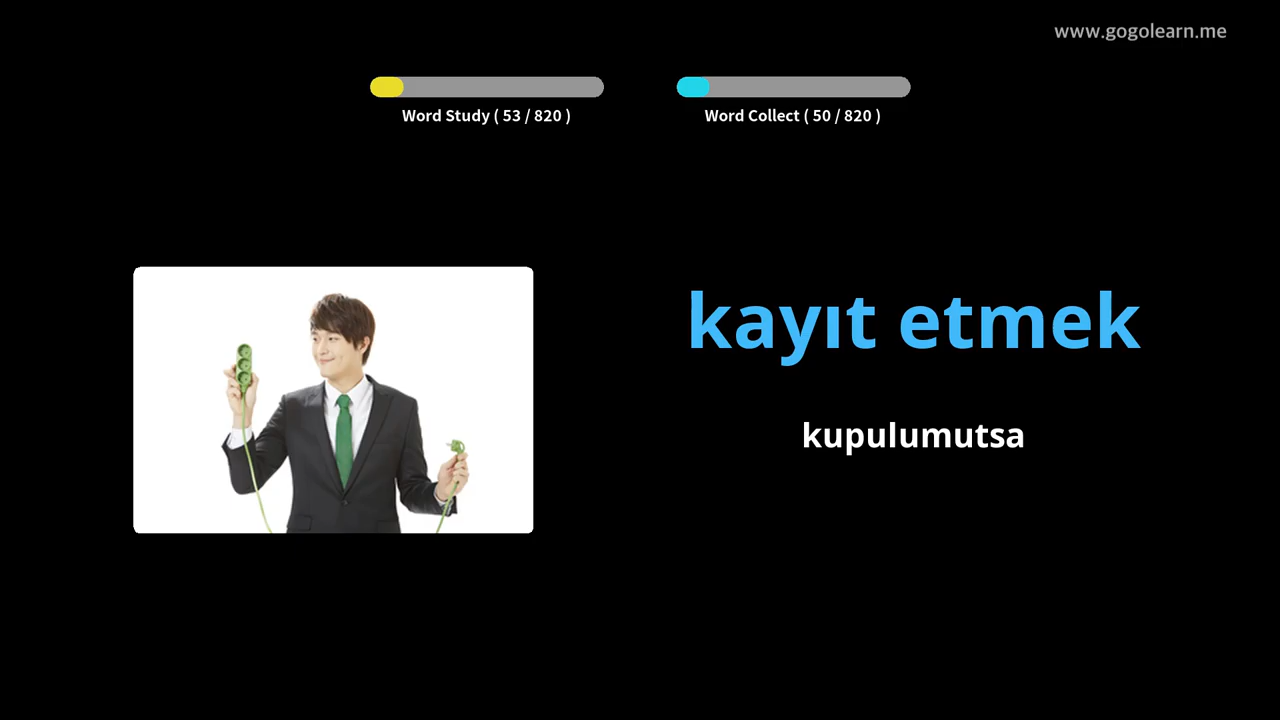 www.gogolearn.me
Word Study ( 53 / 820 )
Word Collect ( 50 / 820 )
kayıt etmek
kupulumutsa